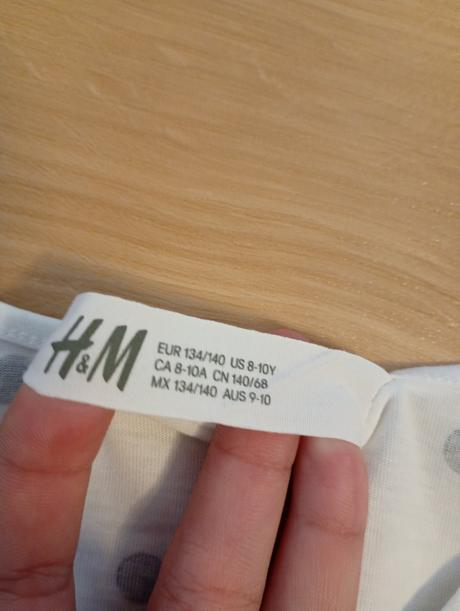 H&M
EUR 134/140 US 8-10Y
CA 8-10A CN 140/68
MX 134/140 AUS 9-10